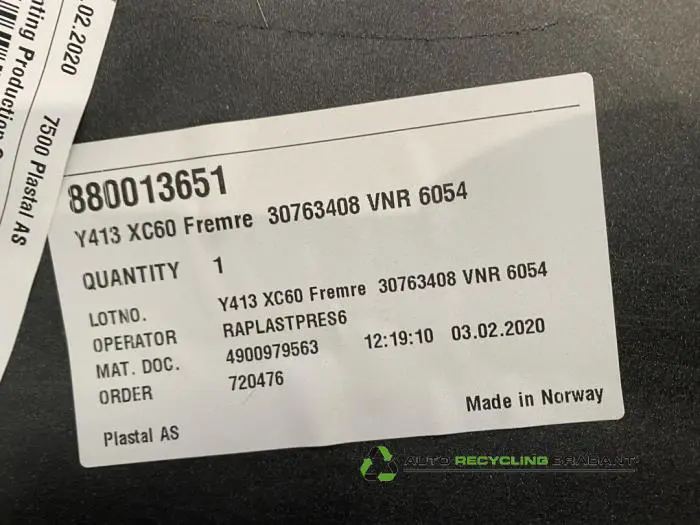 .02.2020
nting Production
7500 Plastal AS
880013651
Y413 XC60 Fremre 30763408 VNR 6054
QUANTITY 1
LOTNO. Y413 XC60 Fremre 30763408 VNR 6054
OPERATOR RAPLASTPRES6
MAT. DOC. 4900979563 12:19:10 03.02.2020
ORDER 720476
Plastal AS
Made in Norway
AUTO RECYCLING BRABANT